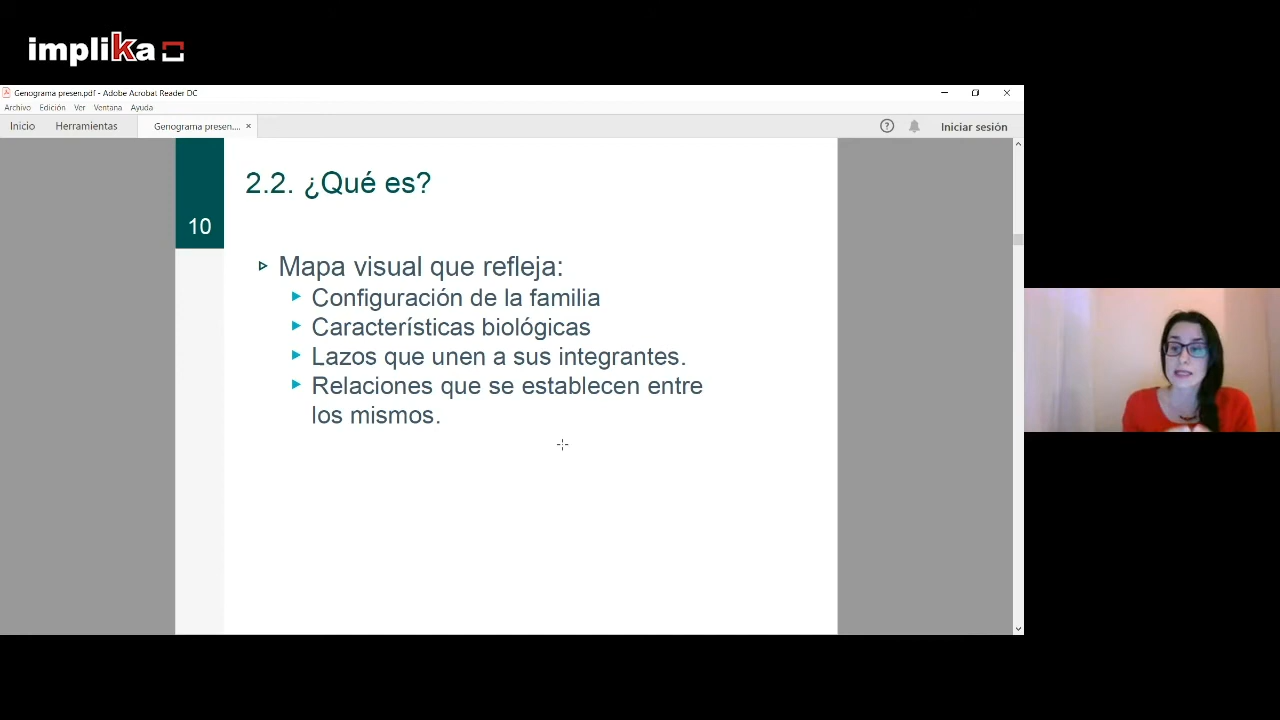 implika
Genograma presen.pdf - Adobe Acrobat Reader DC
Archivo Edición Ver Ventana Ayuda
Inicio Herramientas Genograma presen.... × ? Iniciar sesión
2.2. ¿Qué es?
10
Mapa visual que refleja:
Configuración de la familia
Características biológicas
Lazos que unen a sus integrantes.
Relaciones que se establecen entre
los mismos.